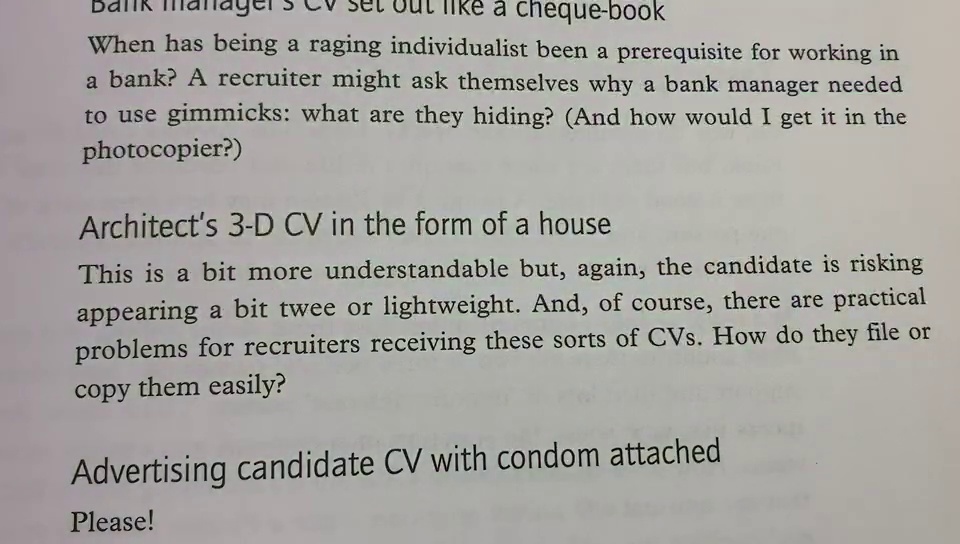 Bank manager's CV set out like a cheque-book
When has being a raging individualist been a prerequisite for working in
a bank? A recruiter might ask themselves why a bank manager needed
to use gimmicks: what are they hiding? (And how would I get it in the
photocopier?)
Architect's 3-D CV in the form of a house
This is a bit more understandable but, again, the candidate is risking
appearing a bit twee or lightweight. And, of course, there are practical
problems for recruiters receiving these sorts of CVs. How do they file or
copy them easily?
Advertising candidate CV with condom attached
Please!